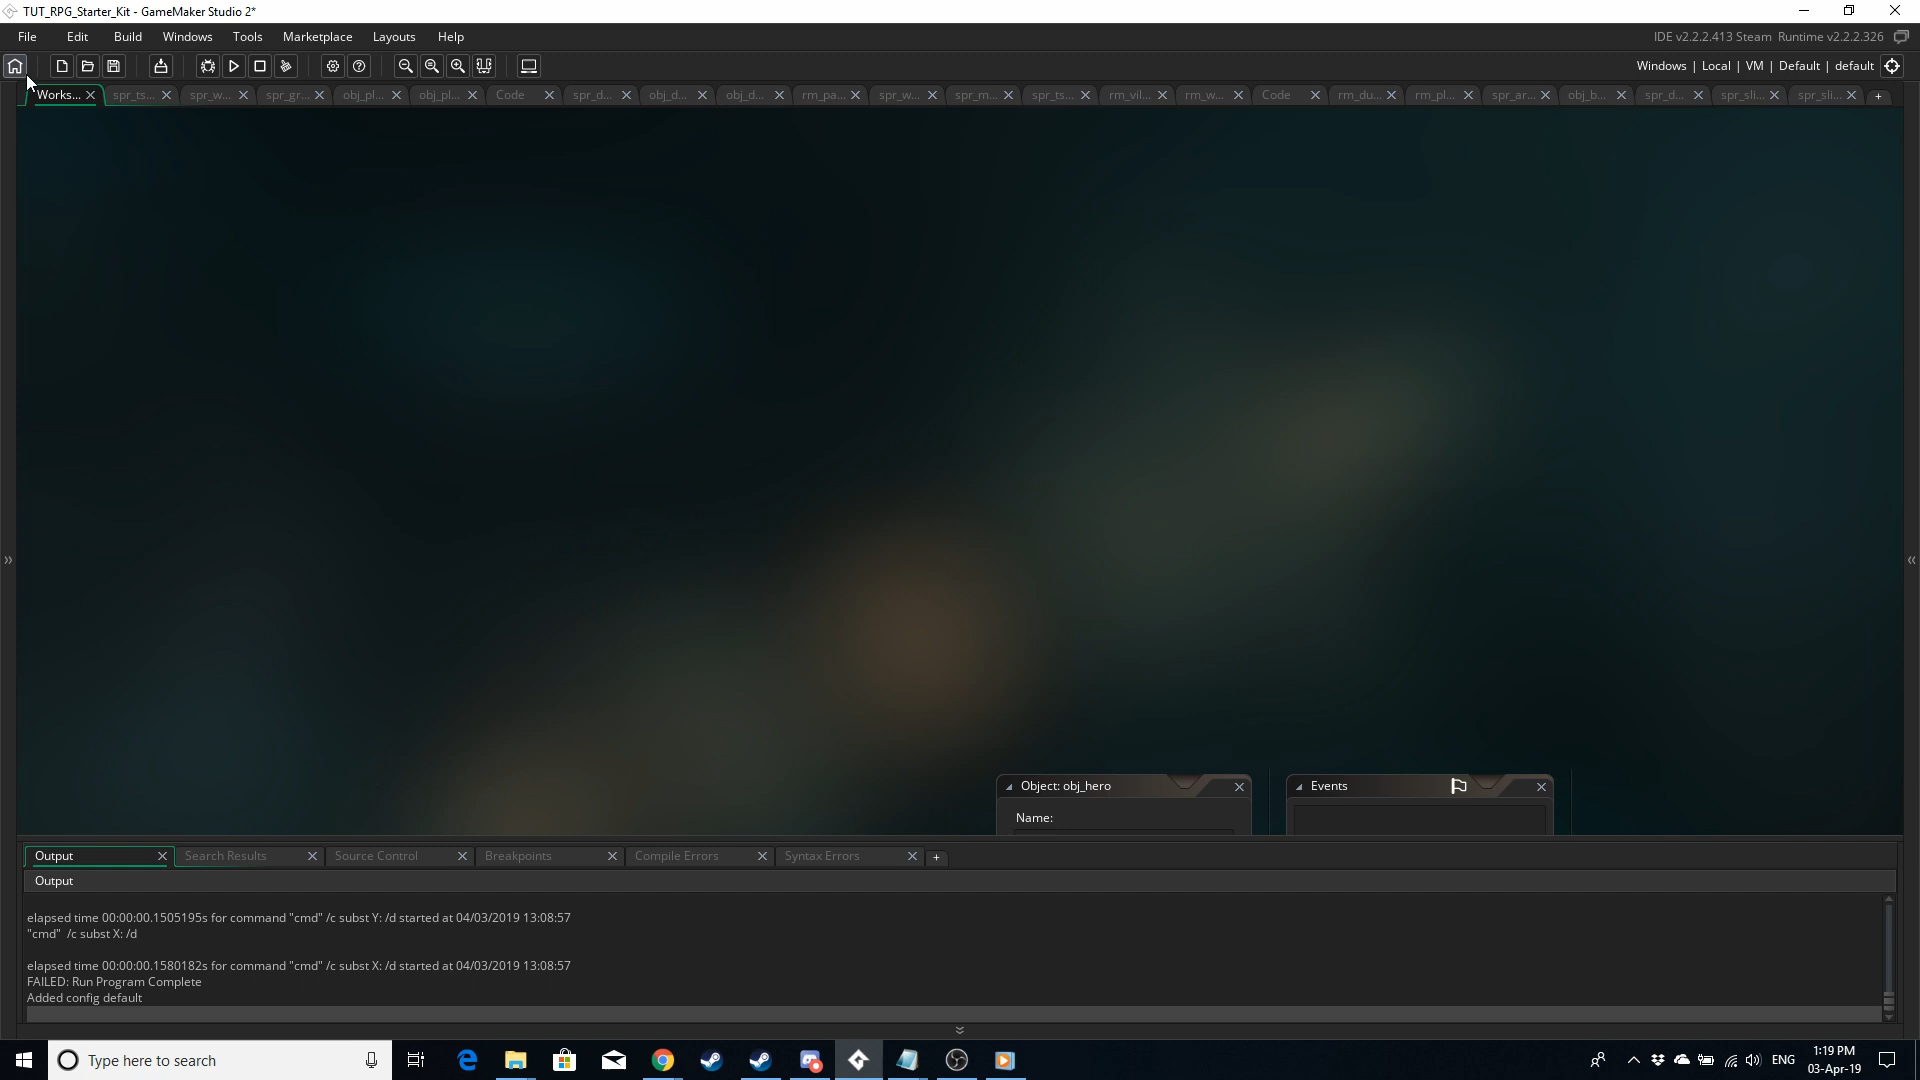 TUT_RPG_Starter_Kit - GameMaker Studio 2*
File Edit Build Windows Tools Marketplace Layouts Help
IDE v2.2.2.413 Steam Runtime v2.2.2.326
Windows | Local | VM | Default | default
Works... spr_ts... spr_w... spr_gr... obj_pl... obj_pl... Code spr_d... obj_d... obj_d... rm_pa... spr_w... spr_m... spr_ts... rm_vil... rm_w... Code rm_du... rm_pl... spr_ar... obj_b... spr_d... spr_sli... spr_sli... +
Object: obj_hero
Events
Name:
Output Search Results Source Control Breakpoints Compile Errors Syntax Errors +
Output
elapsed time 00:00:00.1505195s for command "cmd" /c subst Y: /d started at 04/03/2019 13:08:57
"cmd" /c subst X: /d
elapsed time 00:00:00.1580182s for command "cmd" /c subst X: /d started at 04/03/2019 13:08:57
FAILED: Run Program Complete
Added config default
Type here to search
ENG
1:19 PM
03-Apr-19